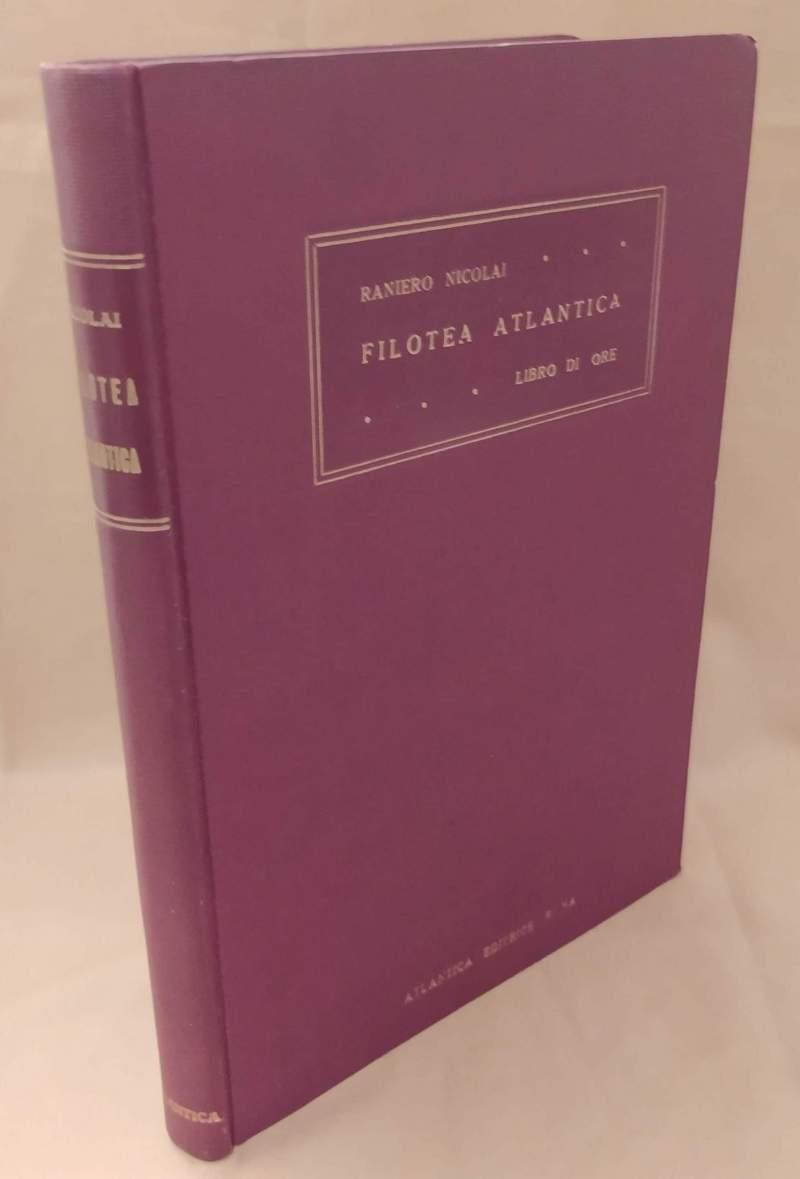 RANIERO NICOLAI
FILOTEA ATLANTICA
LIBRO DI ORE
ATLANTICA EDITRICE